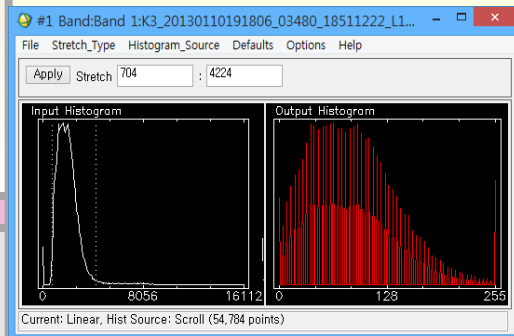 #1 Band:Band 1:K3_20130110191806_03480_18511222_L1...
File Stretch_Type Histogram_Source Defaults Options Help
Apply Stretch 704 : 4224
Input Histogram Output Histogram
0 8056 16112 0 128 255
Current: Linear, Hist Source: Scroll (54,784 points)